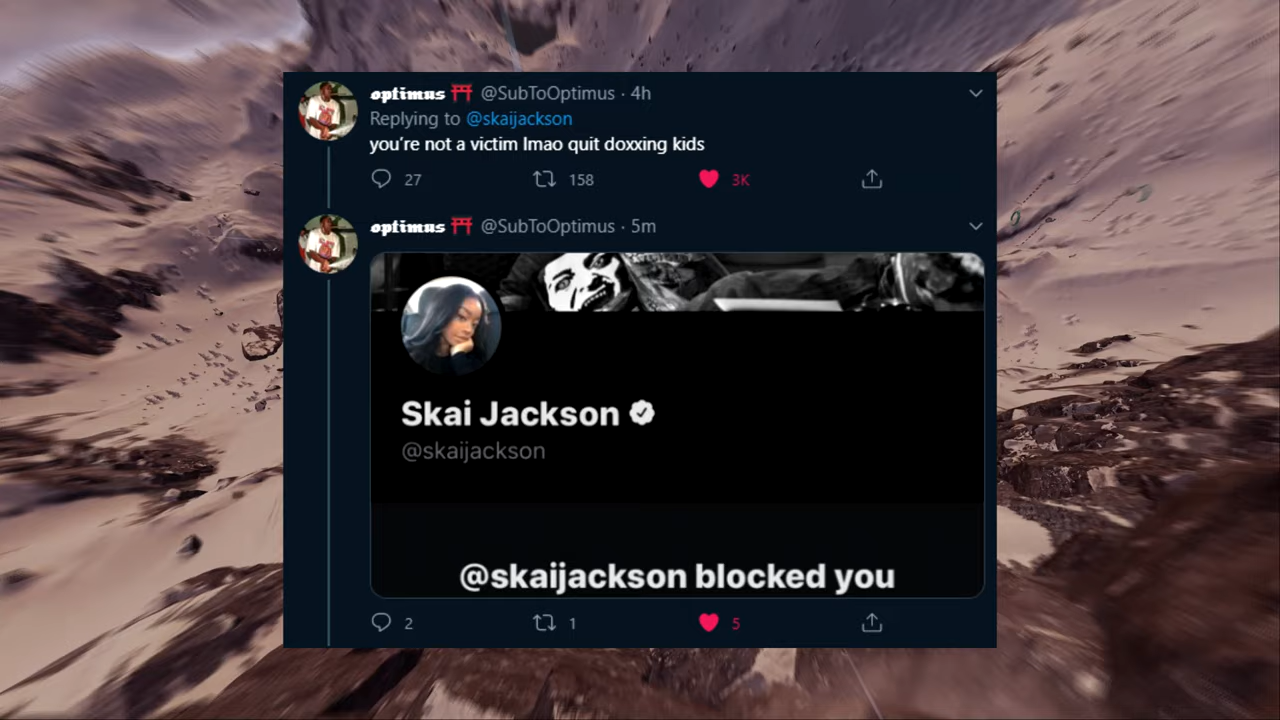 optimus ⛩ @SubToOptimus · 4h
Replying to @skaijackson
you're not a victim lmao quit doxxing kids
27 158 3K
optimus ⛩ @SubToOptimus · 5m
Skai Jackson
@skaijackson
@skaijackson blocked you
2 1 5